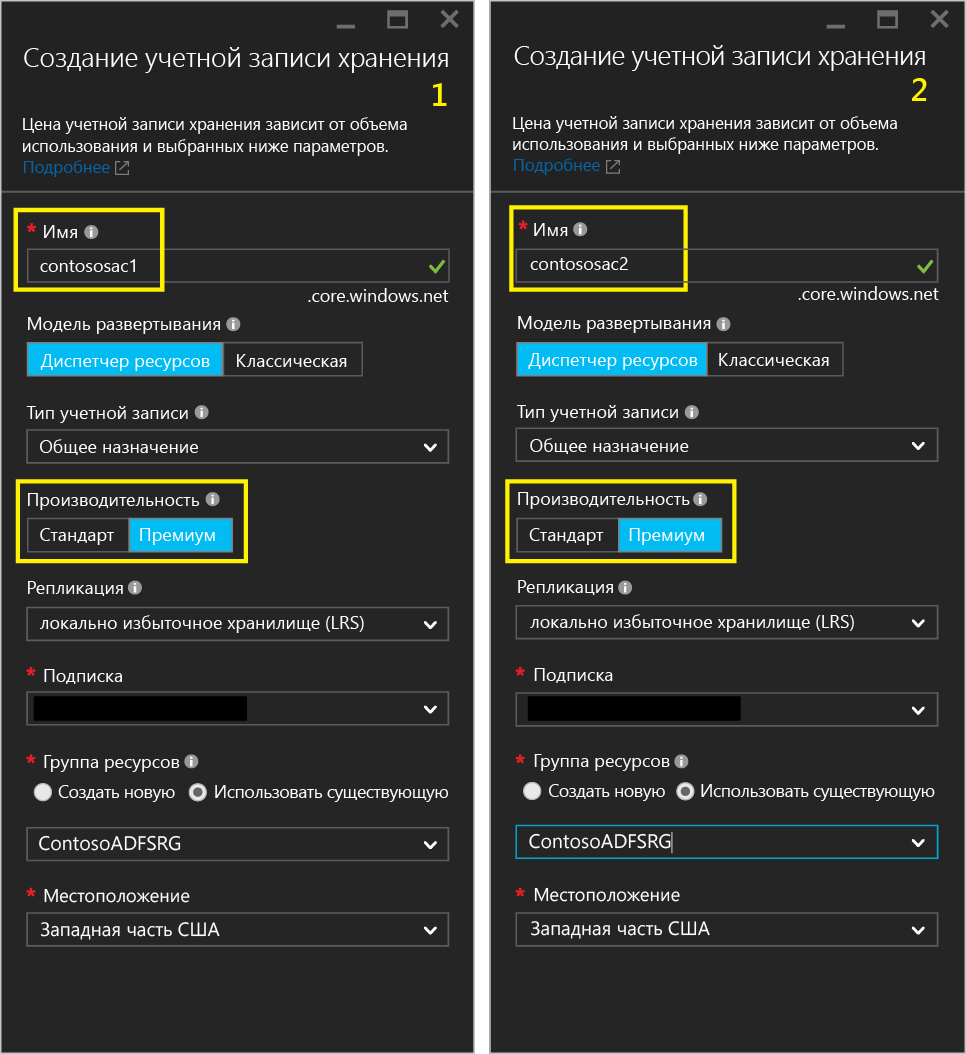 Создание учетной записи хранения
1
Цена учетной записи хранения зависит от объема
использования и выбранных ниже параметров.
Подробнее
* Имя
contososac1
.core.windows.net
Модель развертывания
Диспетчер ресурсов Классическая
Тип учетной записи
Общее назначение
Производительность
Стандарт Премиум
Репликация
локально избыточное хранилище (LRS)
* Подписка
* Группа ресурсов
Создать новую Использовать существующую
ContosoADFSRG
* Местоположение
Западная часть США
Создание учетной записи хранения
2
Цена учетной записи хранения зависит от объема
использования и выбранных ниже параметров.
Подробнее
* Имя
contososac2
.core.windows.net
Модель развертывания
Диспетчер ресурсов Классическая
Тип учетной записи
Общее назначение
Производительность
Стандарт Премиум
Репликация
локально избыточное хранилище (LRS)
* Подписка
* Группа ресурсов
Создать новую Использовать существующую
ContosoADFSRG
* Местоположение
Западная часть США